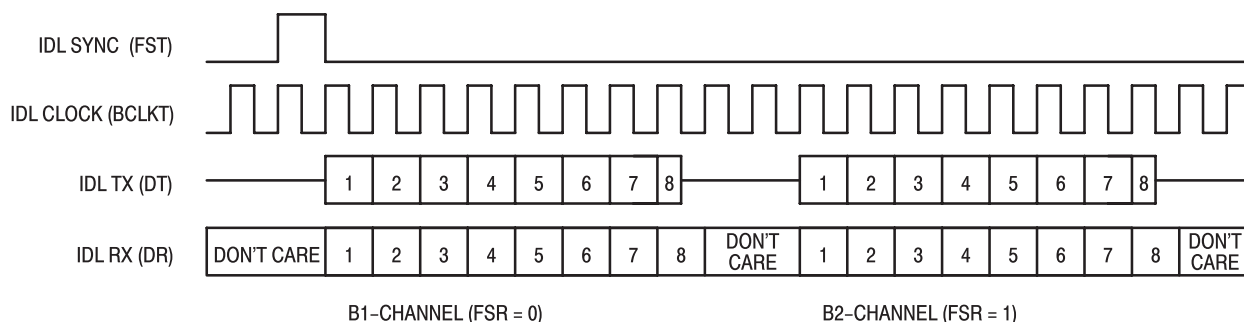 IDL SYNC (FST)
IDL CLOCK (BCLKT)
IDL TX (DT) 1 2 3 4 5 6 7 8 1 2 3 4 5 6 7 8
IDL RX (DR) DON'T CARE 1 2 3 4 5 6 7 8 DON'T CARE 1 2 3 4 5 6 7 8 DON'T CARE
B1–CHANNEL (FSR = 0) B2–CHANNEL (FSR = 1)